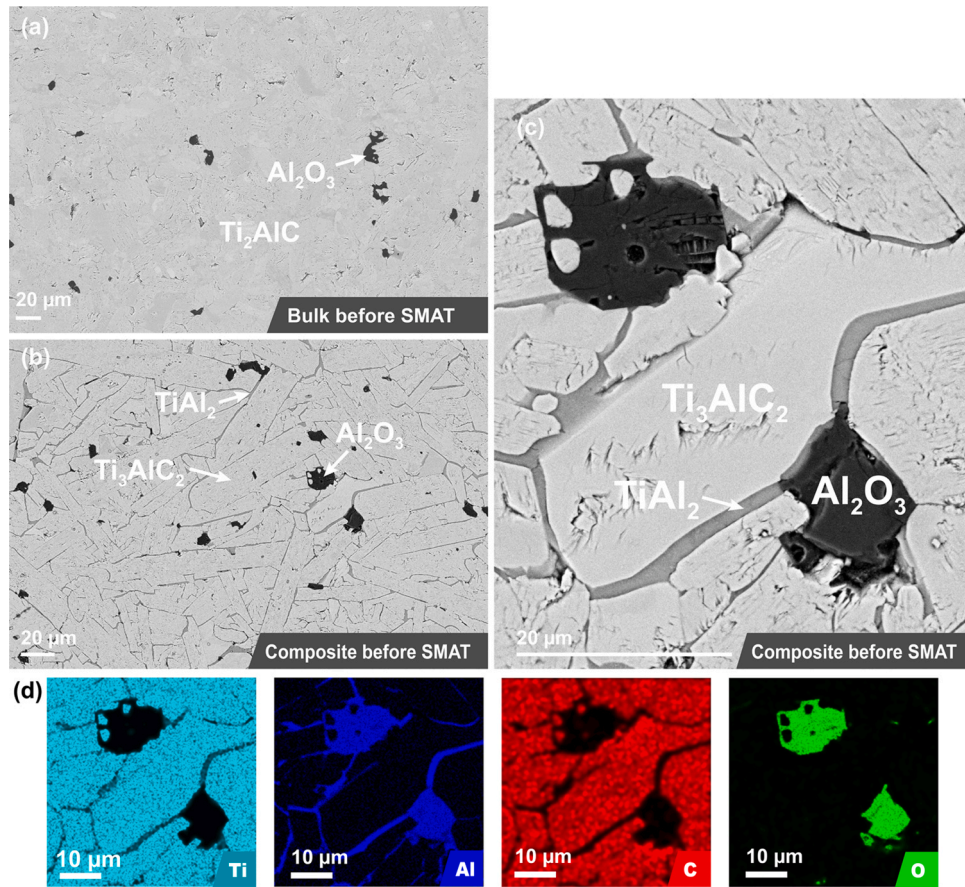 (a)
Al₂O₃
Ti₂AlC
20 µm
Bulk before SMAT
(b)
TiAl₂
Al₂O₃
Ti₃AlC₂
20 µm
Composite before SMAT
(c)
Ti₃AlC₂
TiAl₂
Al₂O₃
20 µm
Composite before SMAT
(d)
10 µm
Ti
10 µm
Al
10 µm
C
10 µm
O